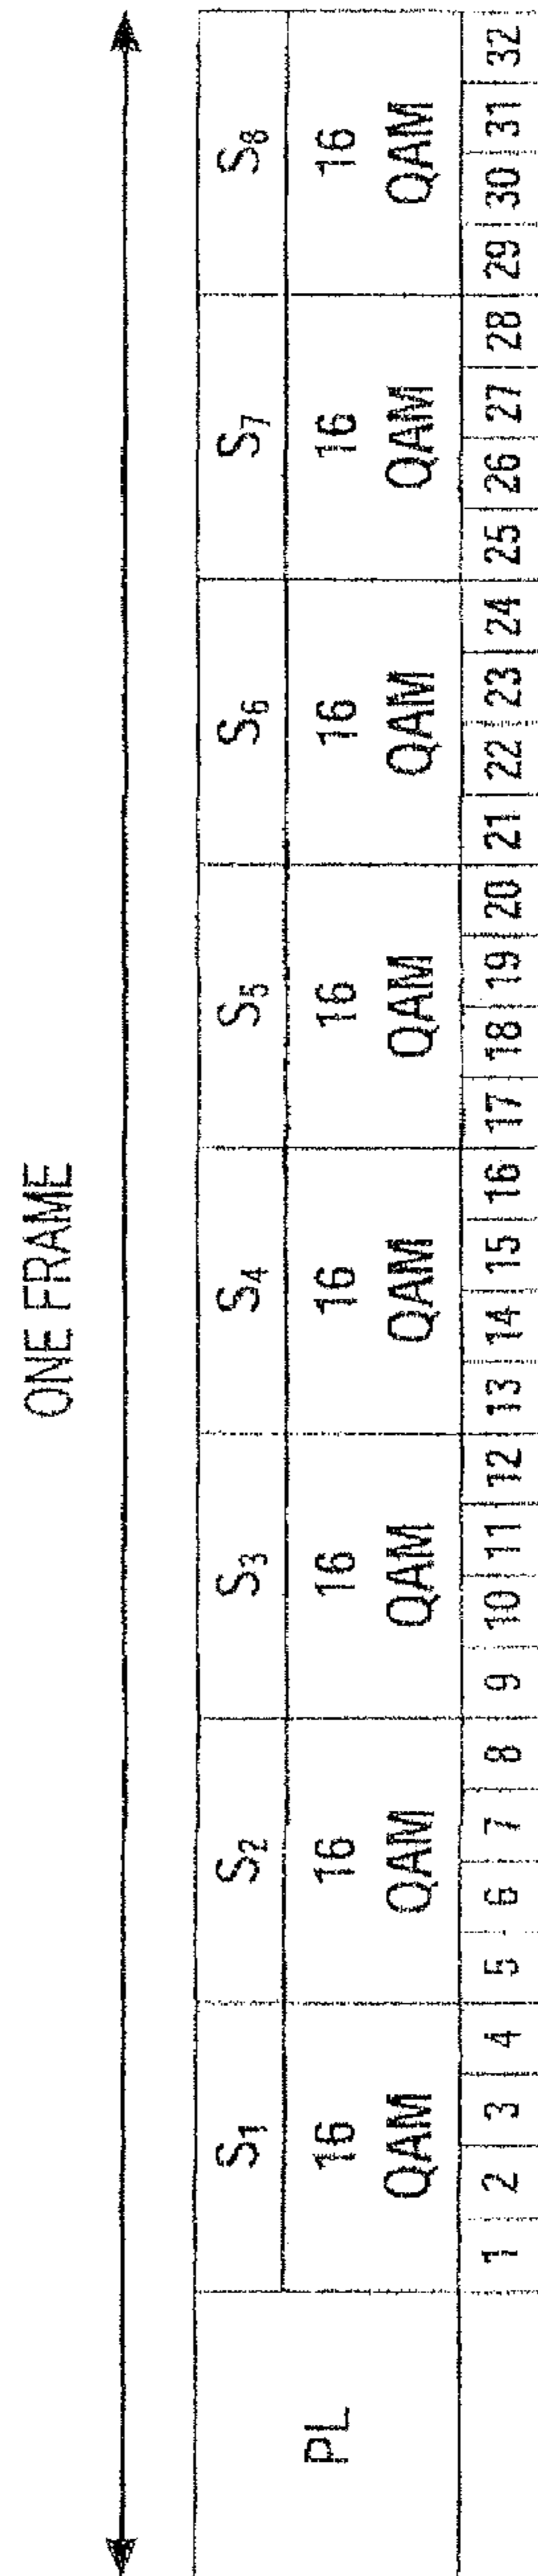 ONE FRAME
PL
S₁ S₂ S₃ S₄ S₅ S₆ S₇ S₈
16 QAM 16 QAM 16 QAM 16 QAM 16 QAM 16 QAM 16 QAM 16 QAM
1 2 3 4 5 6 7 8 9 10 11 12 13 14 15 16 17 18 19 20 21 22 23 24 25 26 27 28 29 30 31 32